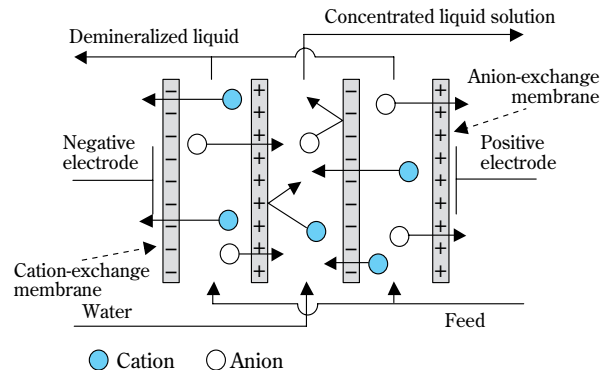 Concentrated liquid solution
Demineralized liquid
Anion-exchange
membrane
Negative
electrode
Positive
electrode
Cation-exchange
membrane
Water
Feed
Cation
Anion